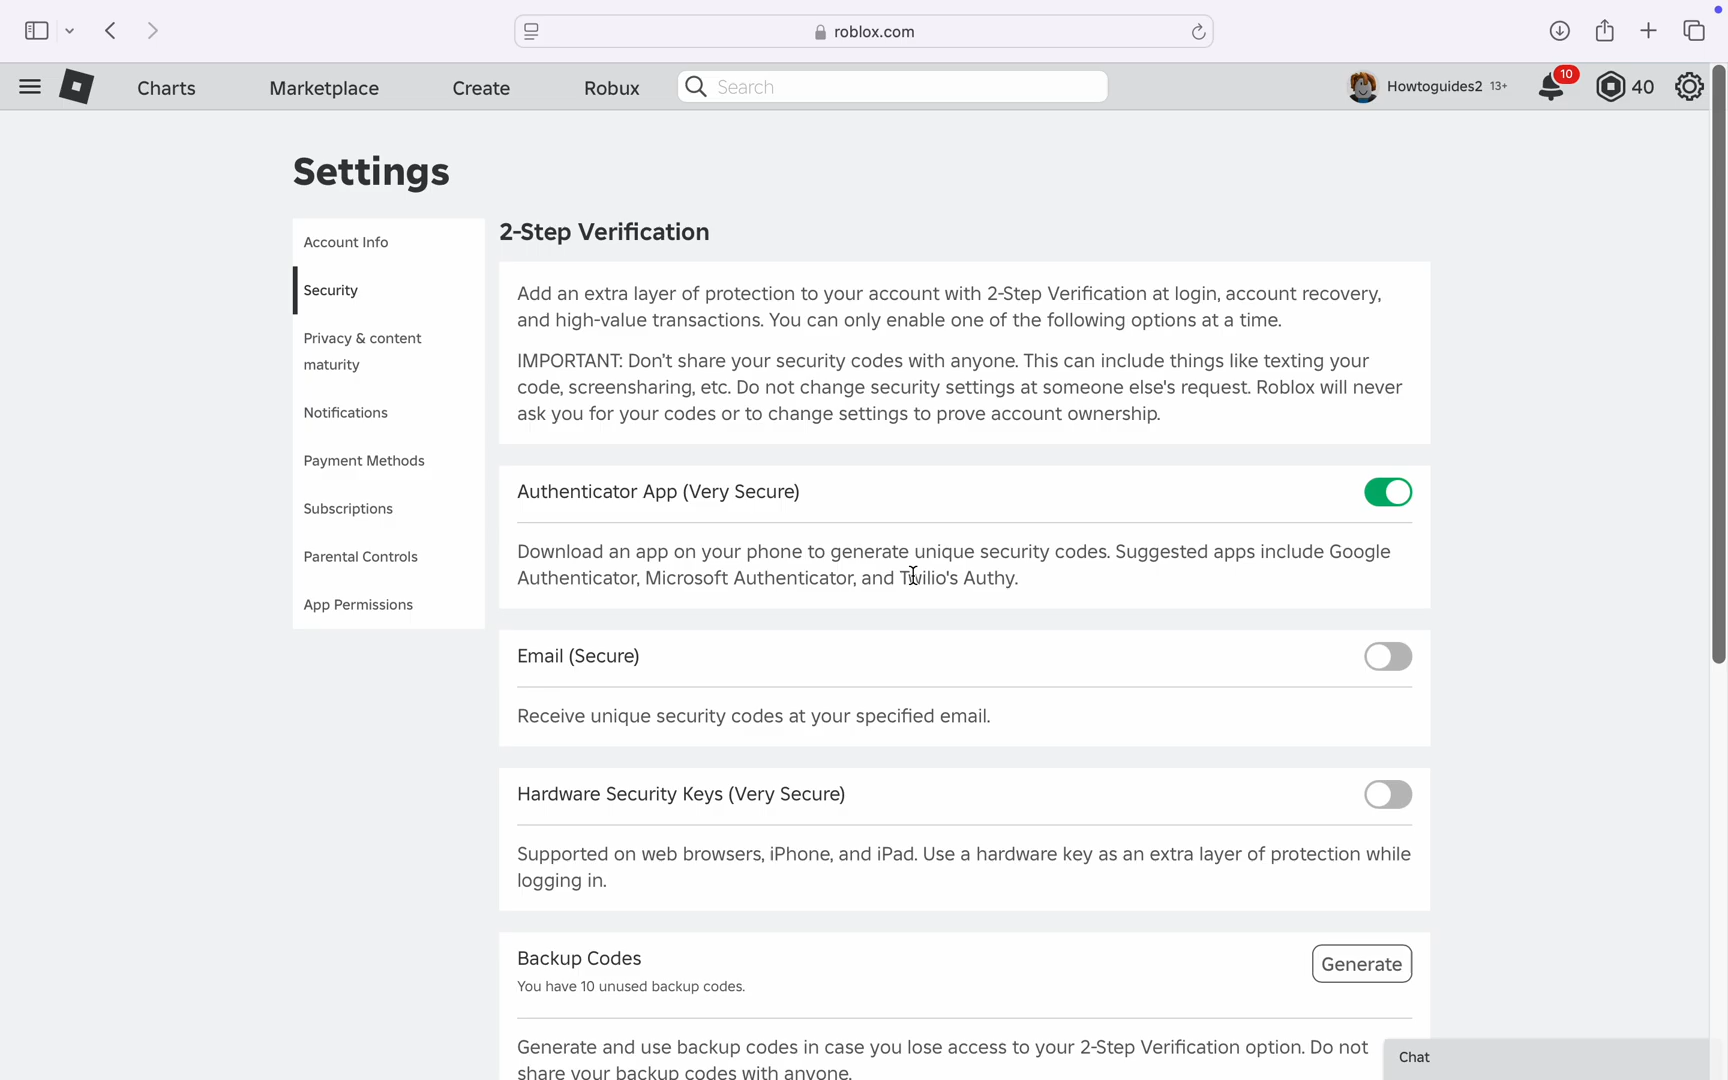 roblox.com
Charts
Marketplace
Create
Robux
Search
Howtoguides2 13+
10
40
Settings
Account Info
Security
Privacy & content
maturity
Notifications
Payment Methods
Subscriptions
Parental Controls
App Permissions
2-Step Verification
Add an extra layer of protection to your account with 2-Step Verification at login, account recovery,
and high-value transactions. You can only enable one of the following options at a time.
IMPORTANT: Don't share your security codes with anyone. This can include things like texting your
code, screensharing, etc. Do not change security settings at someone else's request. Roblox will never
ask you for your codes or to change settings to prove account ownership.
Authenticator App (Very Secure)
Download an app on your phone to generate unique security codes. Suggested apps include Google
Authenticator, Microsoft Authenticator, and Twilio's Authy.
Email (Secure)
Receive unique security codes at your specified email.
Hardware Security Keys (Very Secure)
Supported on web browsers, iPhone, and iPad. Use a hardware key as an extra layer of protection while
logging in.
Backup Codes
Generate
You have 10 unused backup codes.
Generate and use backup codes in case you lose access to your 2-Step Verification option. Do not
share your backup codes with anyone.
Chat